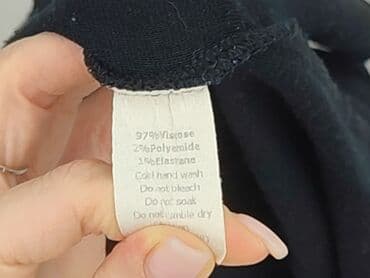 97%Viscose
2%Polyamide
1%Elastane
Cold hand wash
Do not bleach
Do not soak
Do not tumble dry